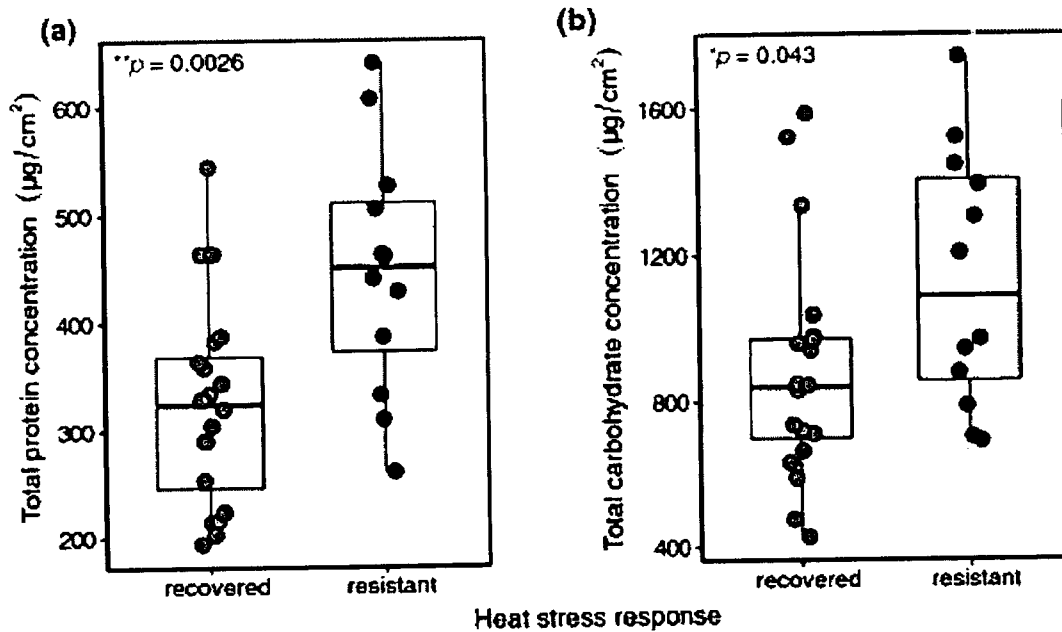 (a)
**p = 0.0026
Total protein concentration (µg/cm²)
600
500
400
300
200
recovered
resistant
(b)
*p = 0.043
Total carbohydrate concentration (µg/cm²)
1600
1200
800
400
recovered
resistant
Heat stress response